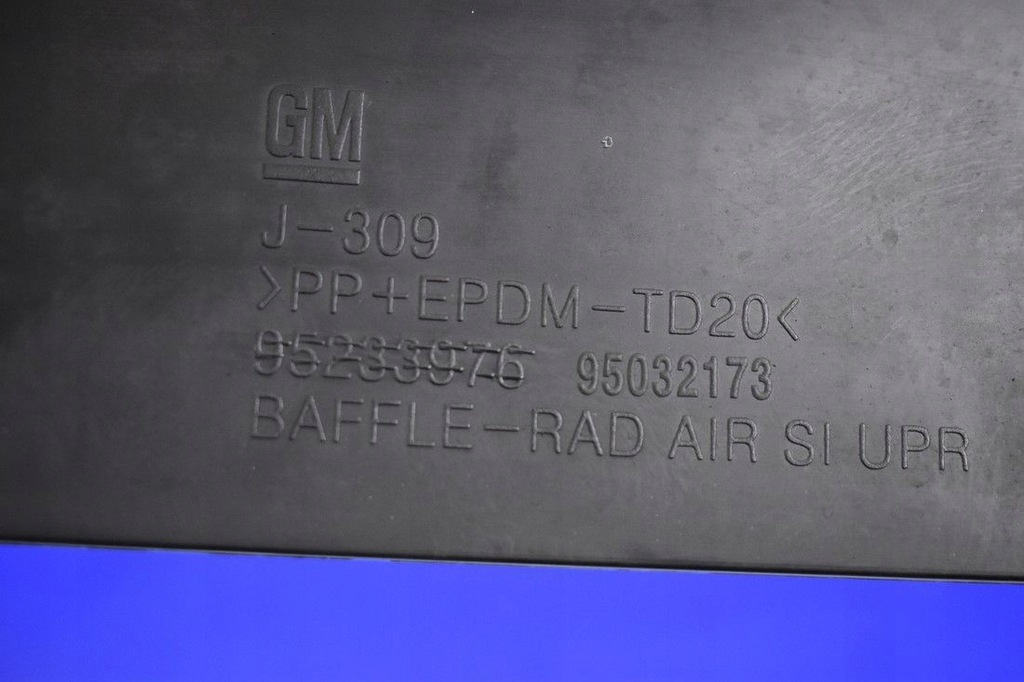 GM
J-309
>PP+EPDM-TD20<
95233976 95032173
BAFFLE-RAD AIR SI UPR